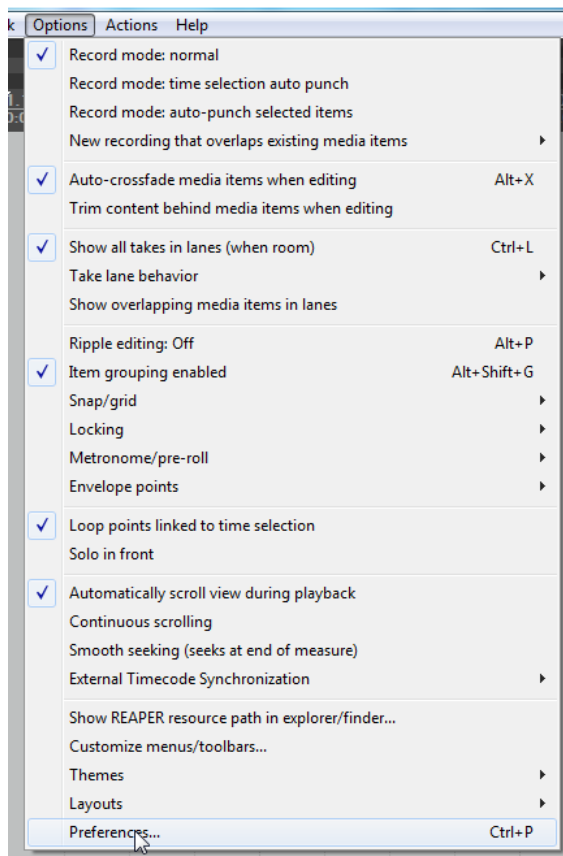 k Options Actions Help
Record mode: normal
Record mode: time selection auto punch
Record mode: auto-punch selected items
New recording that overlaps existing media items
Auto-crossfade media items when editing Alt+X
Trim content behind media items when editing
Show all takes in lanes (when room) Ctrl+L
Take lane behavior
Show overlapping media items in lanes
Ripple editing: Off Alt+P
Item grouping enabled Alt+Shift+G
Snap/grid
Locking
Metronome/pre-roll
Envelope points
Loop points linked to time selection
Solo in front
Automatically scroll view during playback
Continuous scrolling
Smooth seeking (seeks at end of measure)
External Timecode Synchronization
Show REAPER resource path in explorer/finder...
Customize menus/toolbars...
Themes
Layouts
Preferences... Ctrl+P